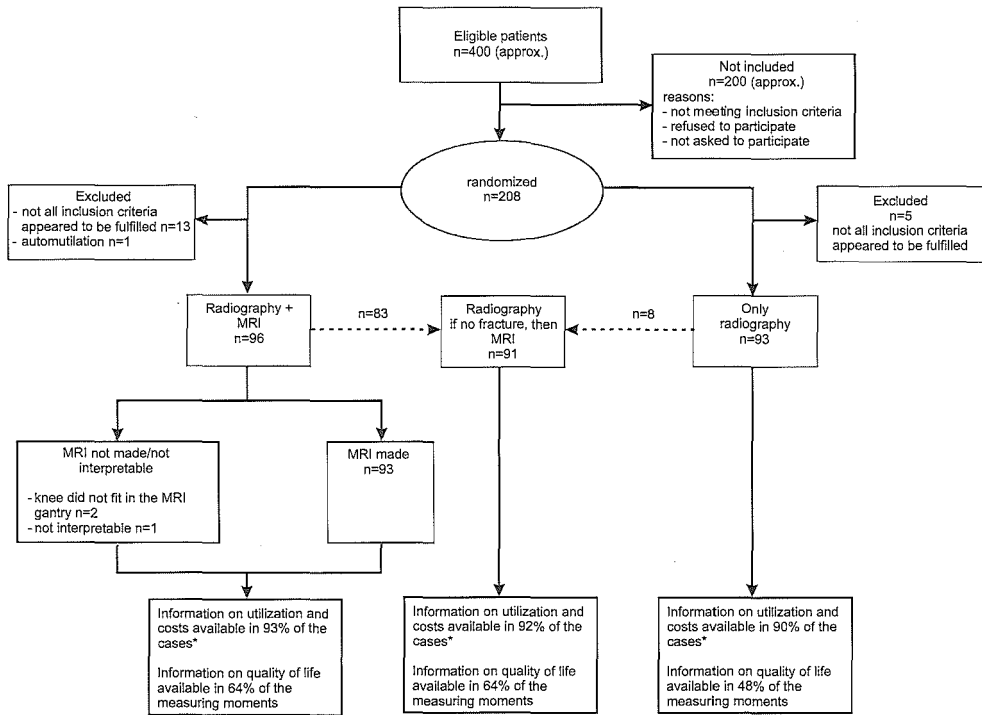 Eligible patients
n=400 (approx.)
Not included
n=200 (approx.)
reasons:
- not meeting inclusion criteria
- refused to participate
- not asked to participate
randomized
n=208
Excluded
- not all inclusion criteria
appeared to be fulfilled n=13
- automutilation n=1
Excluded
n=5
not all inclusion criteria
appeared to be fulfilled
Radiography +
MRI
n=96
n=83
Radiography
if no fracture, then
MRI
n=91
n=8
Only
radiography
n=93
MRI not made/not
interpretable
- knee did not fit in the MRI
gantry n=2
- not interpretable n=1
MRI made
n=93
Information on utilization and
costs available in 93% of the
cases*
Information on quality of life
available in 64% of the
measuring moments
Information on utilization and
costs available in 92% of the
cases*
Information on quality of life
available in 64% of the
measuring moments
Information on utilization and
costs available in 90% of the
cases*
Information on quality of life
available in 48% of the
measuring moments